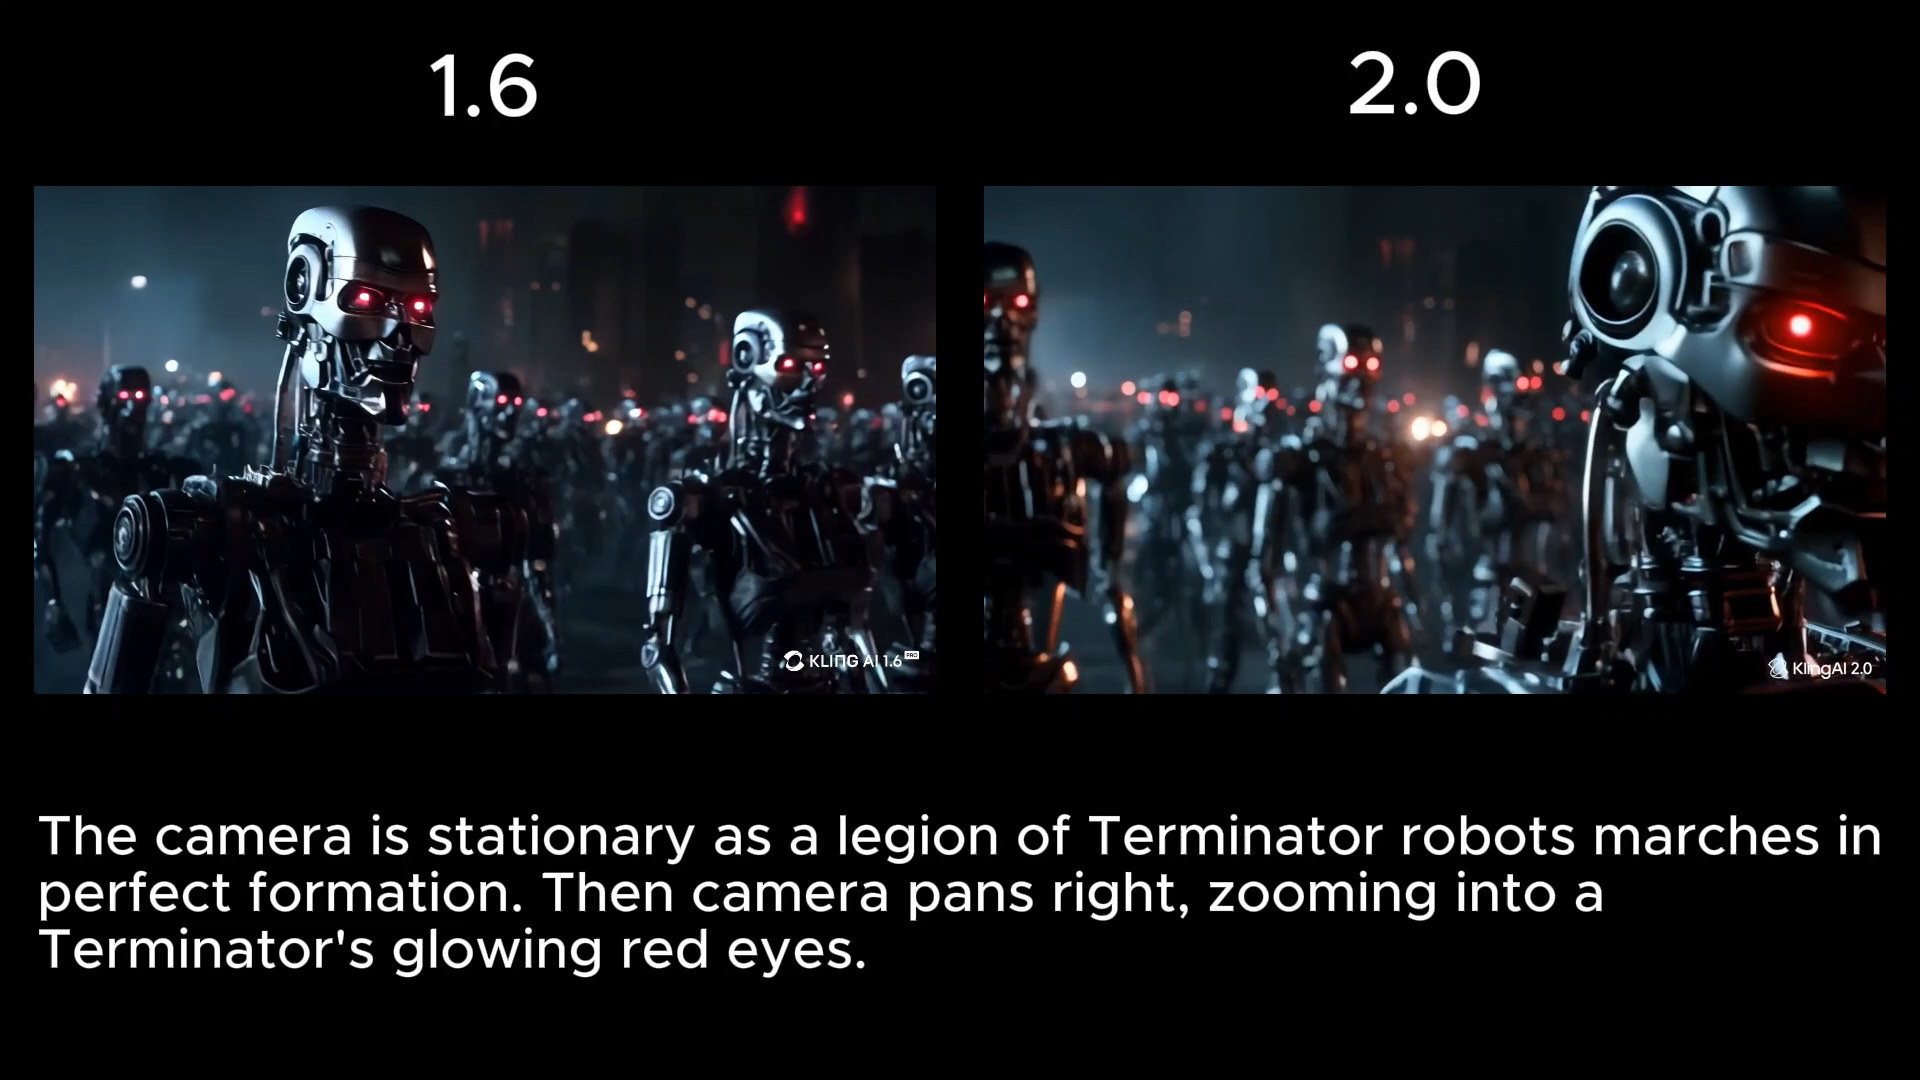 1.6
2.0
KLING AI 1.6 PRO
KlingAI 2.0
The camera is stationary as a legion of Terminator robots marches in
perfect formation. Then camera pans right, zooming into a
Terminator's glowing red eyes.